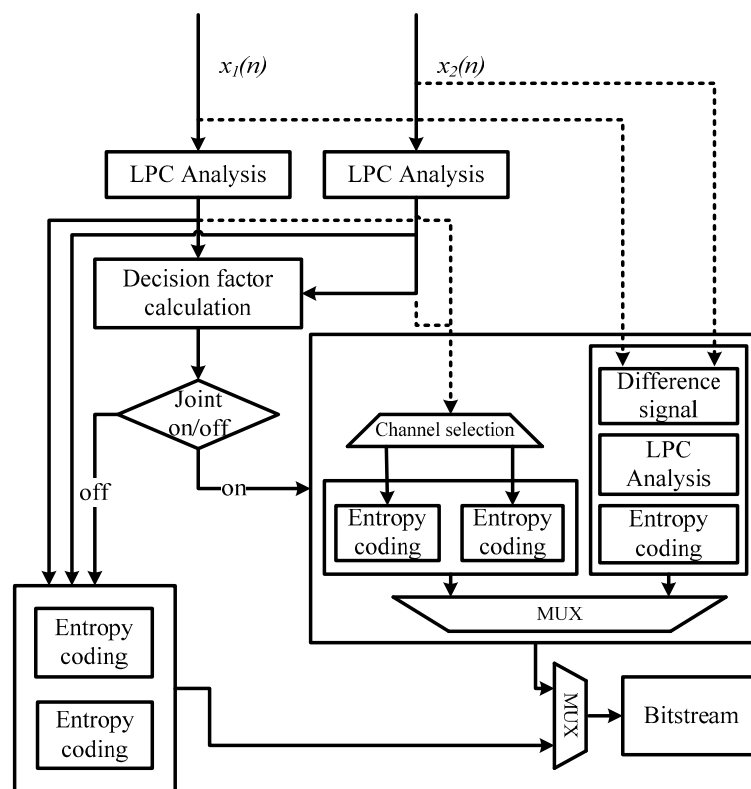 x1(n)
x2(n)
LPC Analysis
LPC Analysis
Decision factor
calculation
Joint
on/off
off
on
Channel selection
Entropy
coding
Entropy
coding
Difference
signal
LPC
Analysis
Entropy
coding
MUX
Entropy
coding
Entropy
coding
MUX
Bitstream